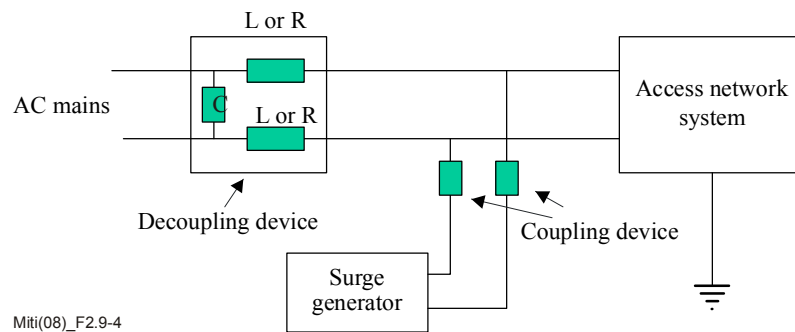 L or R
AC mains
C
L or R
Access network
system
Decoupling device
Coupling device
Surge
generator
Miti(08)_F2.9-4